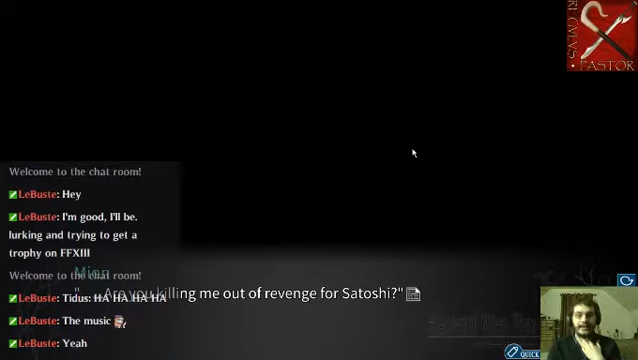 PASTOR
Welcome to the chat room!
LeBuste: Hey
LeBuste: I'm good, I'll be.
lurking and trying to get a
trophy on FFXIII
Mion
Welcome to the chat room!
"... Are you killing me out of revenge for Satoshi?"
LeBuste: Tidus: HA HA HA HA HA
LeBuste: The music
LeBuste: Yeah
QUICK